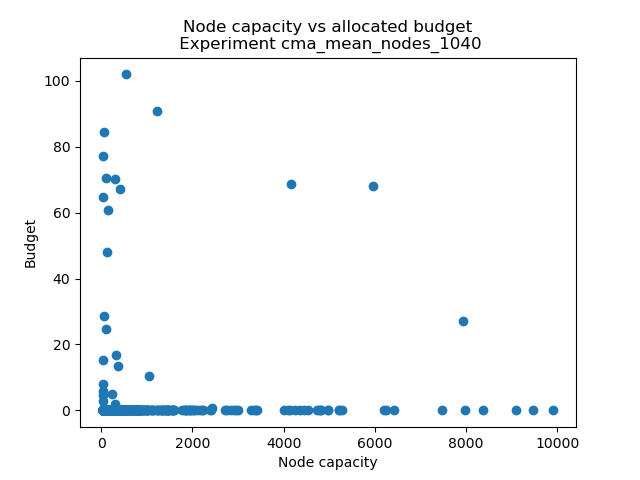 Node capacity vs allocated budget
Experiment cma_mean_nodes_1040
100
80
60
40
20
0
Budget
0 2000 4000 6000 8000 10000
Node capacity